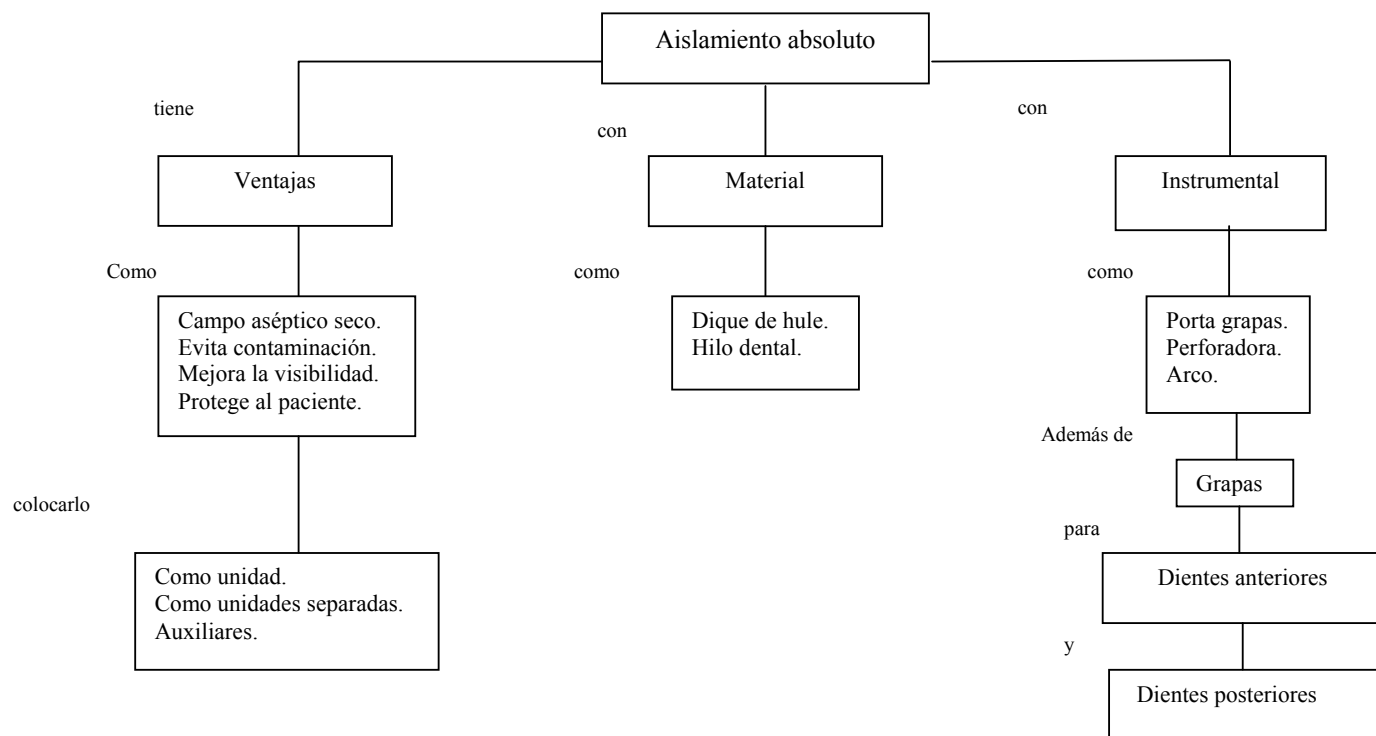 Aislamiento absoluto
tiene
con
con
Ventajas
Material
Instrumental
Como
como
como
Campo aséptico seco.
Evita contaminación.
Mejora la visibilidad.
Protege al paciente.
Dique de hule.
Hilo dental.
Porta grapas.
Perforadora.
Arco.
Además de
Grapas
colocarlo
para
Como unidad.
Como unidades separadas.
Auxiliares.
Dientes anteriores
y
Dientes posteriores